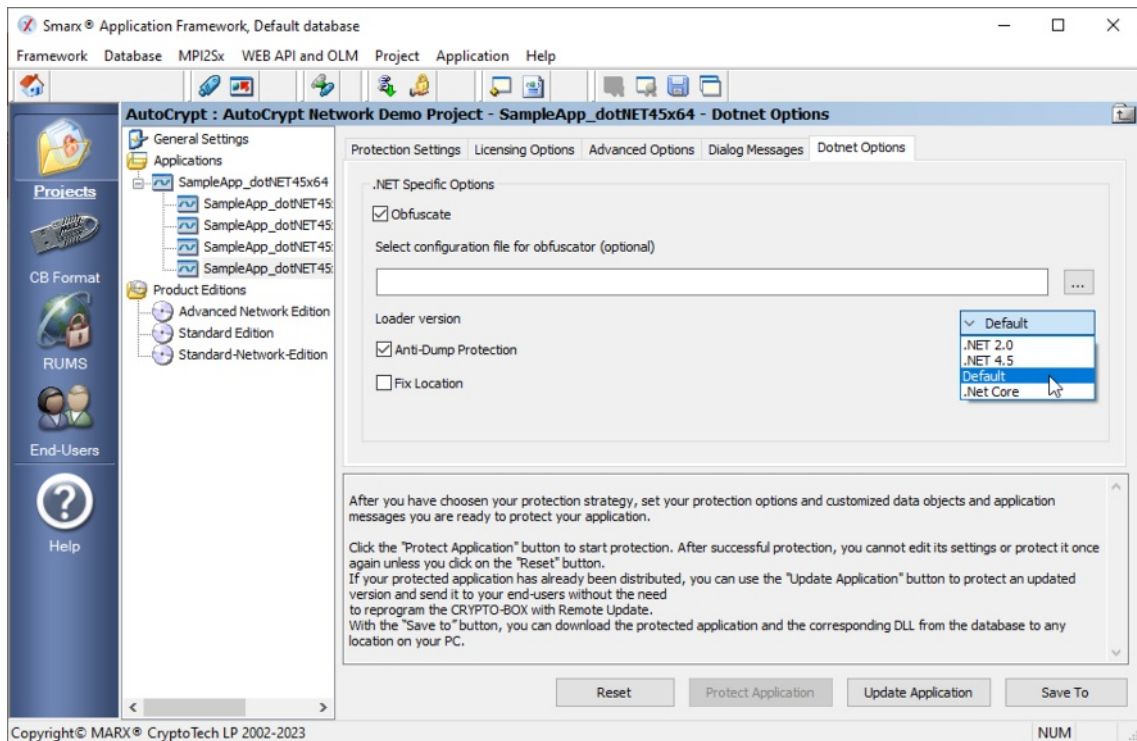 Smarx® Application Framework, Default database
Framework Database MPI2Sx WEB API and OLM Project Application Help
AutoCrypt : AutoCrypt Network Demo Project - SampleApp_dotNET45x64 - Dotnet Options
Projects
CB Format
RUMS
End-Users
Help
General Settings
Applications
SampleApp_dotNET45x64
SampleApp_dotNET45:
SampleApp_dotNET45:
SampleApp_dotNET45:
SampleApp_dotNET45:
Product Editions
Advanced Network Edition
Standard Edition
Standard-Network-Edition
Protection Settings Licensing Options Advanced Options Dialog Messages Dotnet Options
.NET Specific Options
Obfuscate
Select configuration file for obfuscator (optional)
...
Loader version
Default
.NET 2.0
.NET 4.5
Default
.Net Core
Anti-Dump Protection
Fix Location
After you have choosen your protection strategy, set your protection options and customized data objects and application
messages you are ready to protect your application.
Click the "Protect Application" button to start protection. After successful protection, you cannot edit its settings or protect it once
again unless you click on the "Reset" button.
If your protected application has already been distributed, you can use the "Update Application" button to protect an updated
version and send it to your end-users without the need
to reprogram the CRYPTO-BOX with Remote Update.
With the "Save to" button, you can download the protected application and the corresponding DLL from the database to any
location on your PC.
Reset Protect Application Update Application Save To
Copyright© MARX® CryptoTech LP 2002-2023 NUM